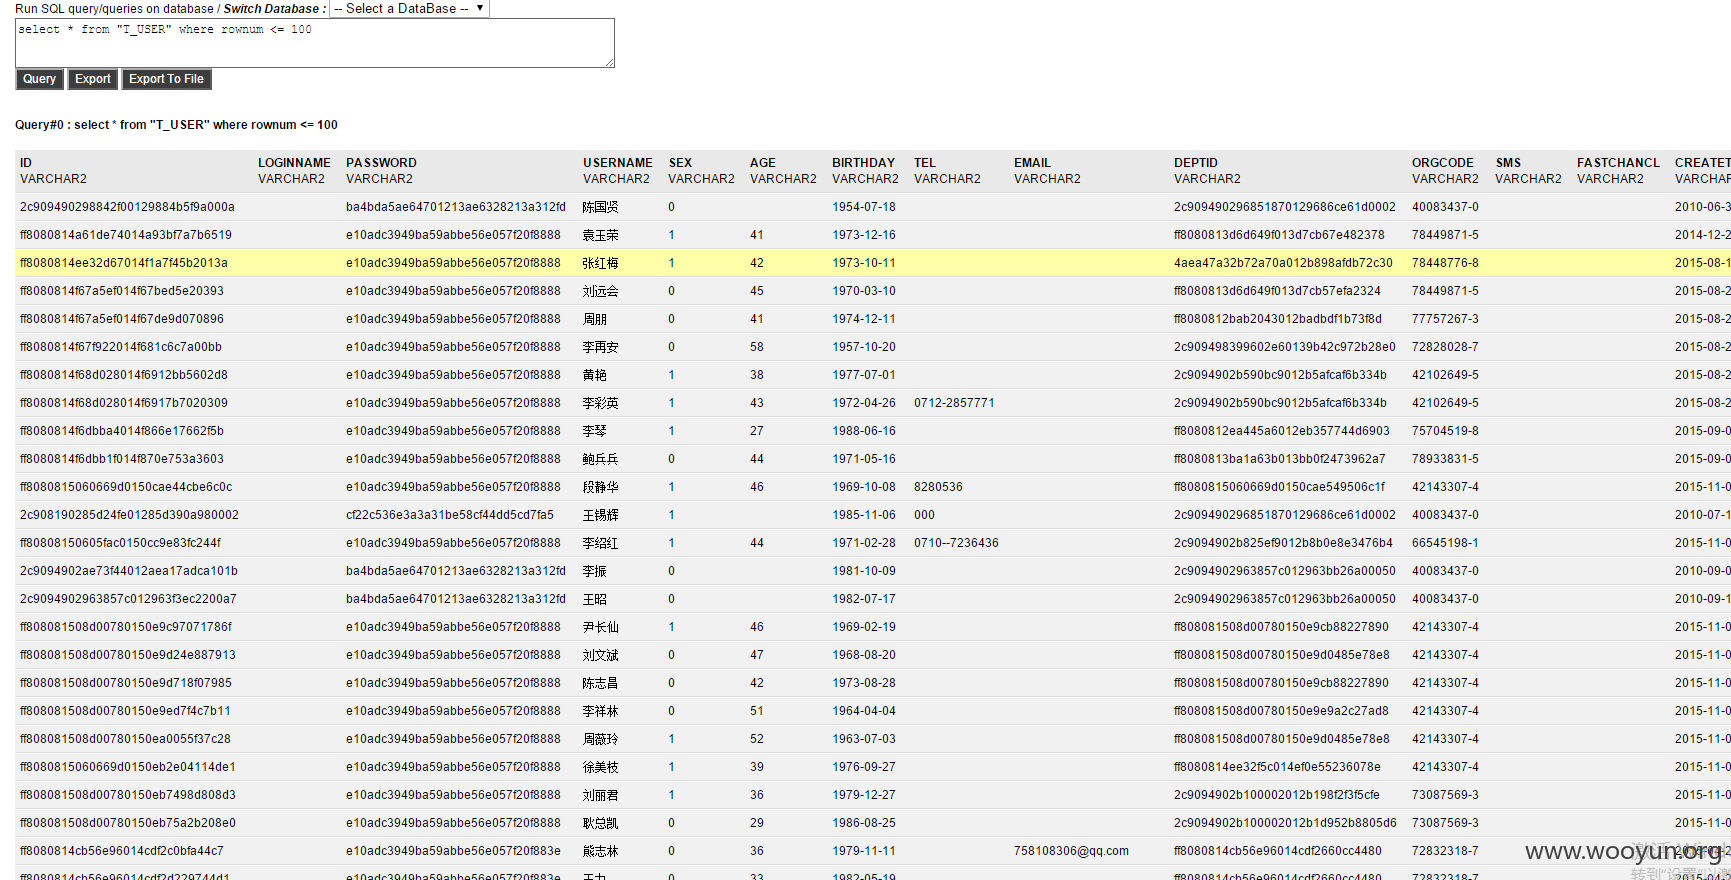 Run SQL query/queries on database / Switch Database : -- Select a DataBase -- ▼
select * from "T_USER" where rownum <= 100
Query Export Export To File
Query#0 : select * from "T_USER" where rownum <= 100
ID LOGINNAME PASSWORD USERNAME SEX AGE BIRTHDAY TEL EMAIL DEPTID ORGCODE SMS FASTCHANCL CREATET
VARCHAR2 VARCHAR2 VARCHAR2 VARCHAR2 VARCHAR2 VARCHAR2 VARCHAR2 VARCHAR2 VARCHAR2 VARCHAR2 VARCHAR2 VARCHAR2 VARCHAR2 VARCHAR
2c909490298842f00129884b5f9a000a ba4bda5ae64701213ae6328213a312fd 陈国贤 0 1954-07-18 2c909490296851870129686ce61d0002 40083437-0 2010-06-3
ff8080814a61de74014a93bf7a7b6519 e10adc3949ba59abbe56e057f20f8888 袁玉荣 1 41 1973-12-16 ff8080813d6d649f013d7cb67e482378 78449871-5 2014-12-2
ff8080814ee32d67014f1a7f45b2013a e10adc3949ba59abbe56e057f20f8888 张红梅 1 42 1973-10-11 4aea47a32b72a70a012b898afdb72c30 78448776-8 2015-08-1
ff8080814f67a5ef014f67bed5e20393 e10adc3949ba59abbe56e057f20f8888 刘远会 0 45 1970-03-10 ff8080813d6d649f013d7cb57efa2324 78449871-5 2015-08-2
ff8080814f67a5ef014f67de9d070896 e10adc3949ba59abbe56e057f20f8888 周朋 0 41 1974-12-11 ff8080812bab2043012badbdf1b73f8d 77757267-3 2015-08-2
ff8080814f67f922014f681c6c7a00bb e10adc3949ba59abbe56e057f20f8888 李再安 0 58 1957-10-20 2c909498399602e60139b42c972b28e0 72828028-7 2015-08-2
ff8080814f68d028014f6912bb5602d8 e10adc3949ba59abbe56e057f20f8888 黄艳 1 38 1977-07-01 2c9094902b590bc9012b5afcaf6b334b 42102649-5 2015-08-2
ff8080814f68d028014f6917b7020309 e10adc3949ba59abbe56e057f20f8888 李彩英 1 43 1972-04-26 0712-2857771 2c9094902b590bc9012b5afcaf6b334b 42102649-5 2015-08-2
ff8080814f6dbba4014f866e17662f5b e10adc3949ba59abbe56e057f20f8888 李琴 1 27 1988-06-16 ff8080812ea445a6012eb357744d6903 75704519-8 2015-09-0
ff8080814f6dbb1f014f870e753a3603 e10adc3949ba59abbe56e057f20f8888 鲍兵兵 0 44 1971-05-16 ff8080813ba1a63b013bb0f2473962a7 78933831-5 2015-09-0
ff8080815060669d0150cae44cbe6c0c e10adc3949ba59abbe56e057f20f8888 段静华 1 46 1969-10-08 8280536 ff8080815060669d0150cae549506c1f 42143307-4 2015-11-0
2c908190285d24fe01285d390a980002 cf22c536e3a3a31be58cf44dd5cd7fa5 王锡辉 1 1985-11-06 000 2c909490296851870129686ce61d0002 40083437-0 2010-07-1
ff80808150605fac0150cc9e83fc244f e10adc3949ba59abbe56e057f20f8888 李绍红 1 44 1971-02-28 0710--7236436 2c9094902b825ef9012b8b0e8e3476b4 66545198-1 2015-11-0
2c9094902ae73f44012aea17adca101b ba4bda5ae64701213ae6328213a312fd 李振 0 1981-10-09 2c9094902963857c012963bb26a00050 40083437-0 2010-09-0
2c9094902963857c012963f3ec2200a7 ba4bda5ae64701213ae6328213a312fd 王昭 0 1982-07-17 2c9094902963857c012963bb26a00050 40083437-0 2010-09-1
ff808081508d00780150e9c97071786f e10adc3949ba59abbe56e057f20f8888 尹长仙 1 46 1969-02-19 ff808081508d00780150e9cb88227890 42143307-4 2015-11-0
ff808081508d00780150e9d24e887913 e10adc3949ba59abbe56e057f20f8888 刘文斌 0 47 1968-08-20 ff808081508d00780150e9d0485e78e8 42143307-4 2015-11-0
ff808081508d00780150e9d718f07985 e10adc3949ba59abbe56e057f20f8888 陈志昌 0 42 1973-08-28 ff808081508d00780150e9cb88227890 42143307-4 2015-11-0
ff808081508d00780150e9ed7f4c7b11 e10adc3949ba59abbe56e057f20f8888 李祥林 0 51 1964-04-04 ff808081508d00780150e9e9a2c27ad8 42143307-4 2015-11-0
ff808081508d00780150ea0055f37c28 e10adc3949ba59abbe56e057f20f8888 周薇玲 1 52 1963-07-03 ff808081508d00780150e9d0485e78e8 42143307-4 2015-11-0
ff8080815060669d0150eb2e04114de1 e10adc3949ba59abbe56e057f20f8888 徐美枝 1 39 1976-09-27 ff8080814ee32f5c014ef0e55236078e 42143307-4 2015-11-0
ff808081508d00780150eb7498d808d3 e10adc3949ba59abbe56e057f20f8888 刘丽君 1 36 1979-12-27 2c9094902b100002012b198f2f3f5cfe 73087569-3 2015-11-0
ff808081508d00780150eb75a2b208e0 e10adc3949ba59abbe56e057f20f8888 耿总凯 0 29 1986-08-25 2c9094902b100002012b1d952b8805d6 73087569-3 2015-11-0
ff8080814cb56e96014cdf2c0bfa44c7 e10adc3949ba59abbe56e057f20f883e 熊志林 0 36 1979-11-11 758108306@qq.com ff8080814cb56e96014cdf2660cc4480 72832318-7
ff8080814cb56e96014cdf2d229744d1 e10adc3949ba59abbe56e057f20f883e 王力 0 33 1982-05-19 ff8080814cb56e96014cdf2660cc4480 72832318-7 2015-04-2
www.wooyun.org